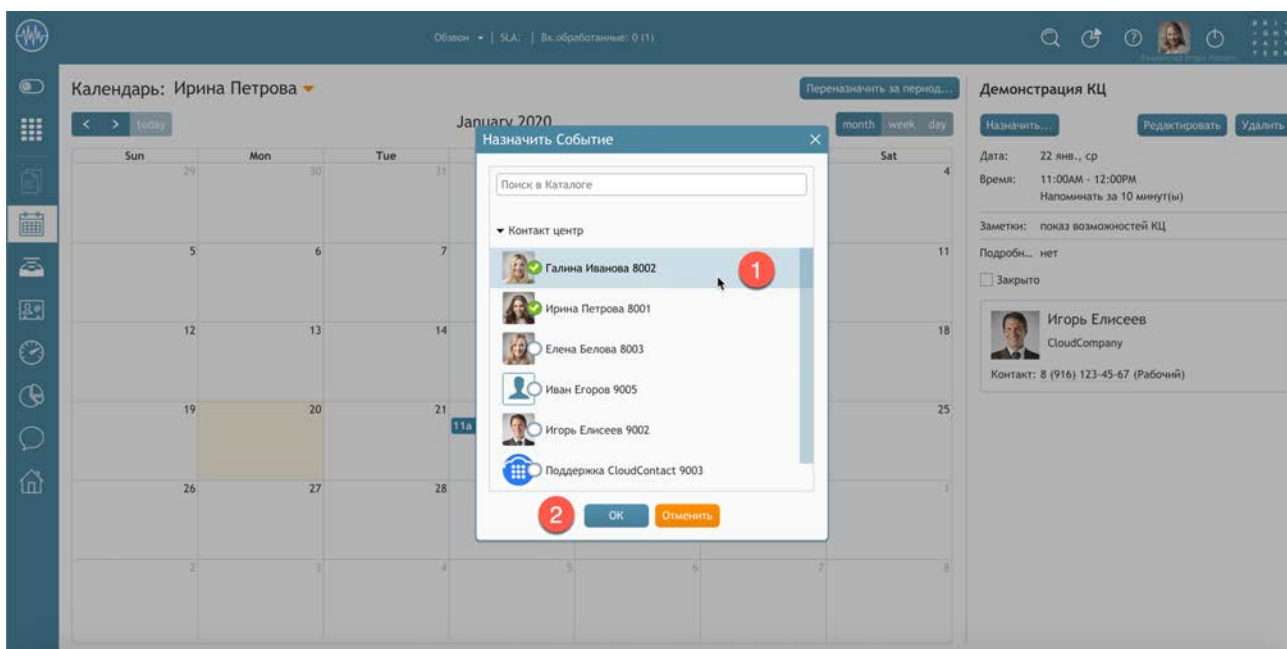 Обзвон | SLA: | Вх.обработанные: 0 (1)
Календарь: Ирина Петрова
Переназначить за период...
< > today
January 2020
month week day
Sun Mon Tue Sat
29 30 31 4
5 6 7 11
12 13 14 18
19 20 21 25
11a
26 27 28 1
2 3 4 5 6 7 8
Назначить Событие
Поиск в Каталоге
Контакт центр
Галина Иванова 8002
1
Ирина Петрова 8001
Елена Белова 8003
Иван Егоров 9005
Игорь Елисеев 9002
Поддержка CloudContact 9003
2
ОК Отменить
Демонстрация КЦ
Назначить... Редактировать Удалить
Дата: 22 янв., ср
Время: 11:00AM - 12:00PM
Напоминать за 10 минут(ы)
Заметки: показ возможностей КЦ
Подробн... нет
Закрыто
Игорь Елисеев
CloudCompany
Контакт: 8 (916) 123-45-67 (Рабочий)